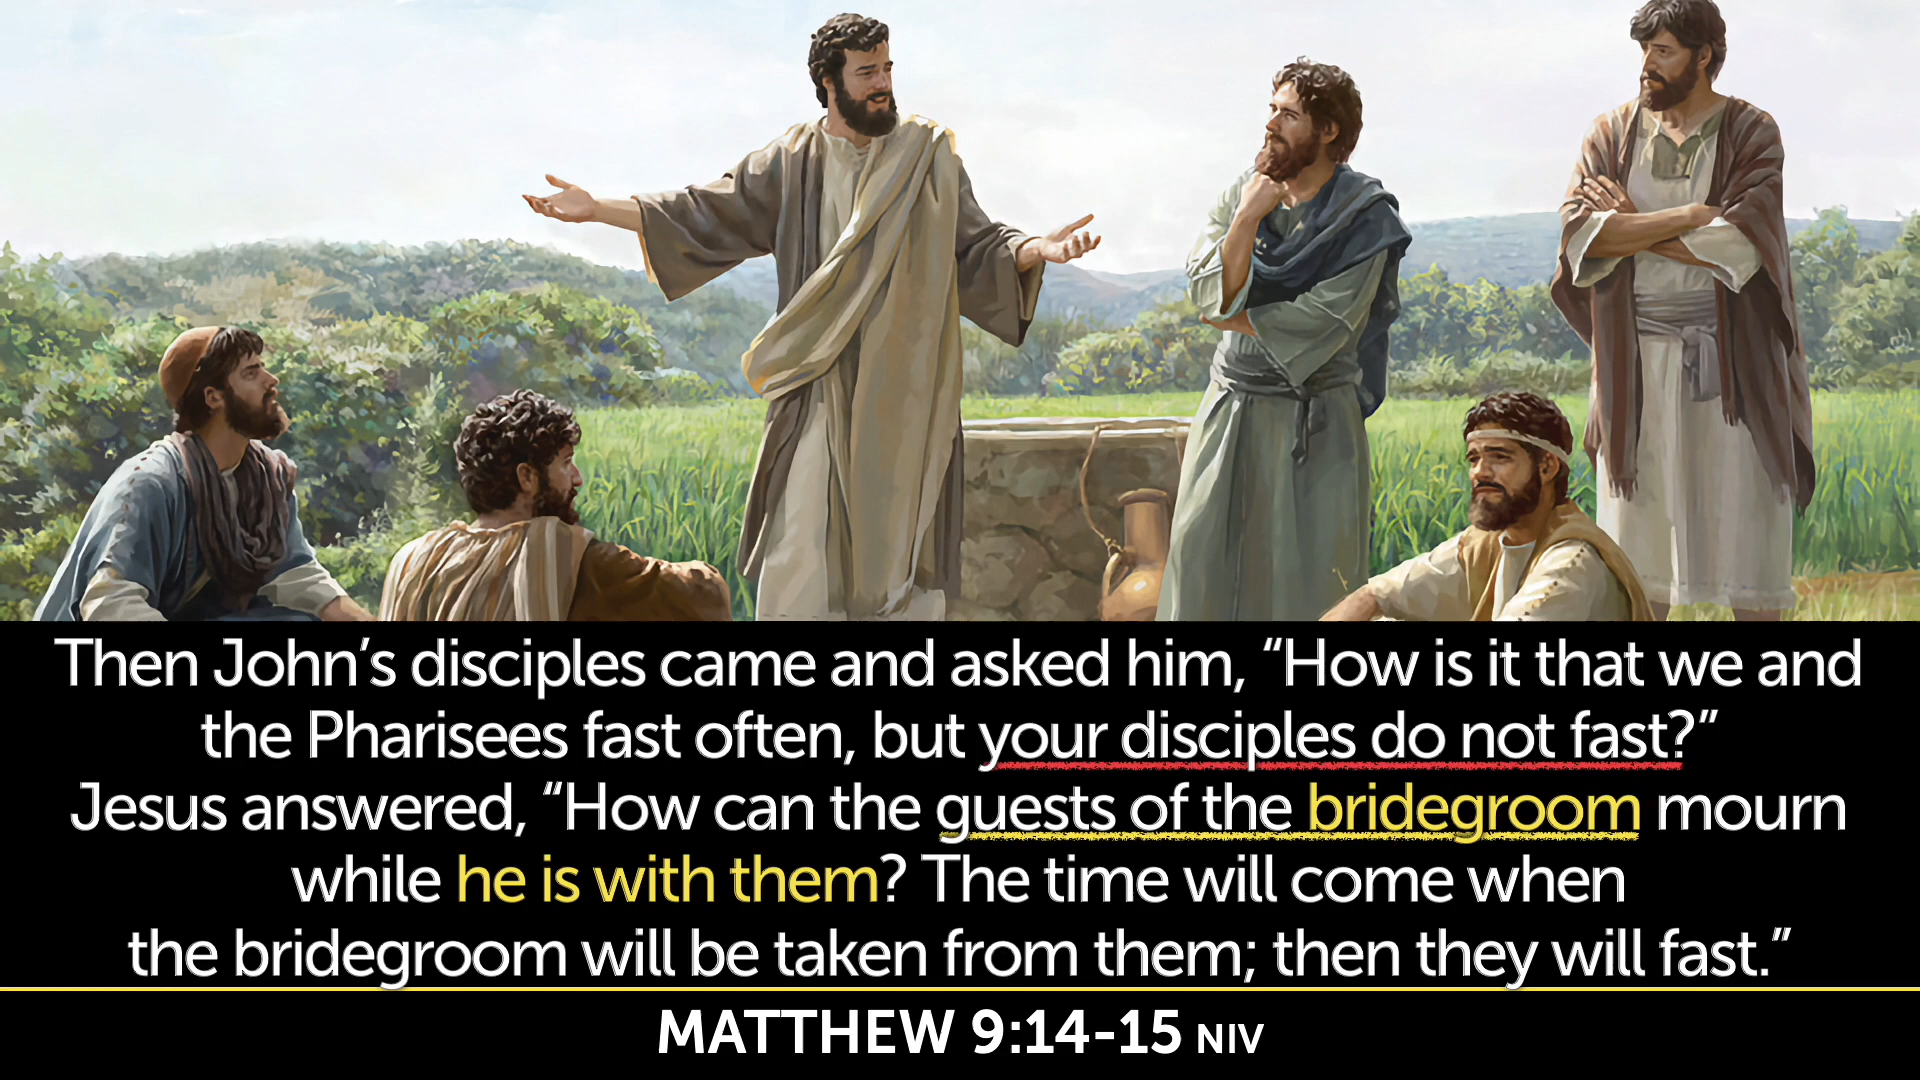 Then John’s disciples came and asked him, “How is it that we and
the Pharisees fast often, but your disciples do not fast?”
Jesus answered, “How can the guests of the bridegroom mourn
while he is with them? The time will come when
the bridegroom will be taken from them; then they will fast.”
MATTHEW 9:14-15 NIV